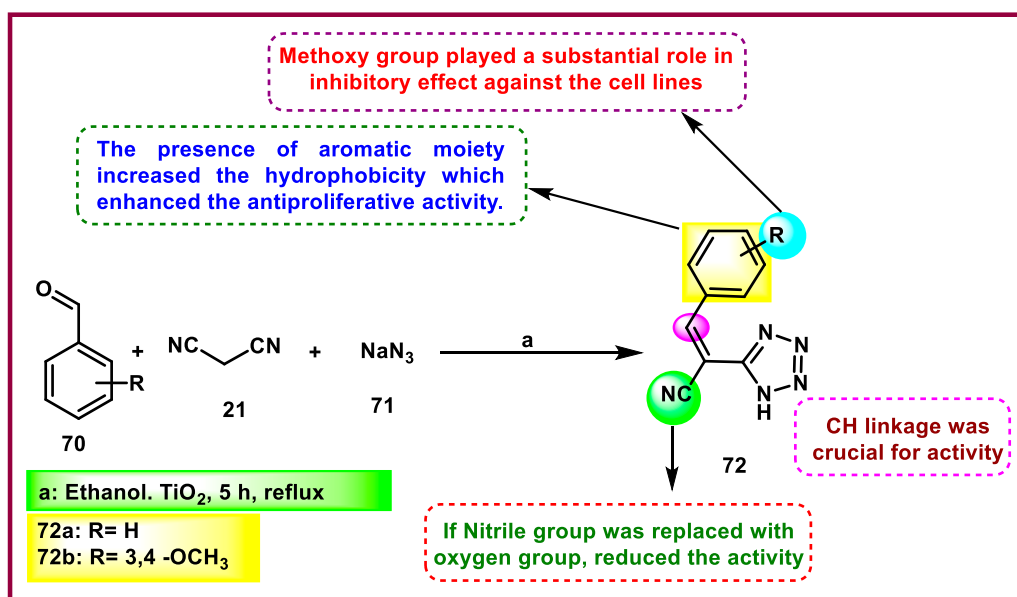 Methoxy group played a substantial role in
inhibitory effect against the cell lines
The presence of aromatic moiety
increased the hydrophobicity which
enhanced the antiproliferative activity.
R
O
R
70
+
NC CN
21
+
NaN3
71
a
N
N
N
N
H
NC
72
CH linkage was
crucial for activity
a: Ethanol. TiO2, 5 h, reflux
72a: R= H
72b: R= 3,4 -OCH3
If Nitrile group was replaced with
oxygen group, reduced the activity